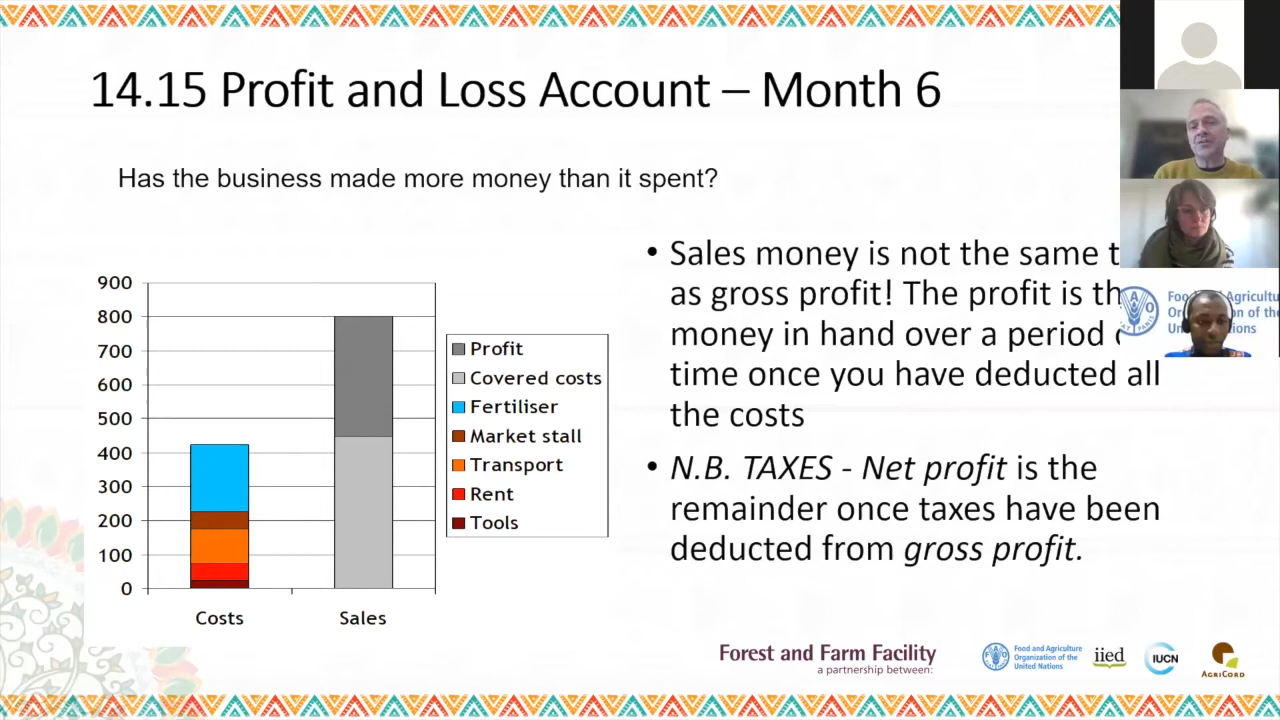 14.15 Profit and Loss Account – Month 6
Has the business made more money than it spent?
900
800
700
600
500
400
300
200
100
0
Costs
Sales
Profit
Covered costs
Fertiliser
Market stall
Transport
Rent
Tools
• Sales money is not the same
as gross profit! The profit is
money in hand over a period
time once you have deducted all
the costs
• N.B. TAXES - Net profit is the
remainder once taxes have been
deducted from gross profit.
Agricultu
of the
Forest and Farm Facility
a partnership between:
Food and Agriculture
Organization of the
United Nations
iied
IUCN
AGRICORD